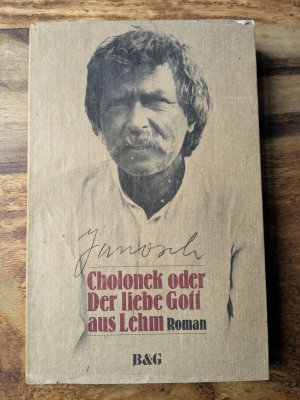 Janosch
Cholonek oder
Der liebe Gott
aus Lehm Roman
B&G